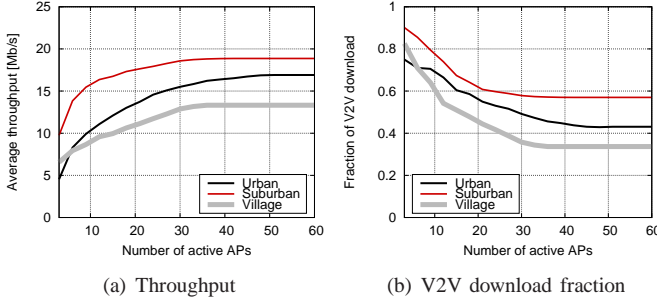 25
20
15
10
5
0
10 20 30 40 50 60
Average throughput [Mb/s]
Number of active APs
Urban
Suburban
Village
(a) Throughput
1
0.8
0.6
0.4
0.2
0
10 20 30 40 50 60
Fraction of V2V download
Number of active APs
Urban
Suburban
Village
(b) V2V download fraction